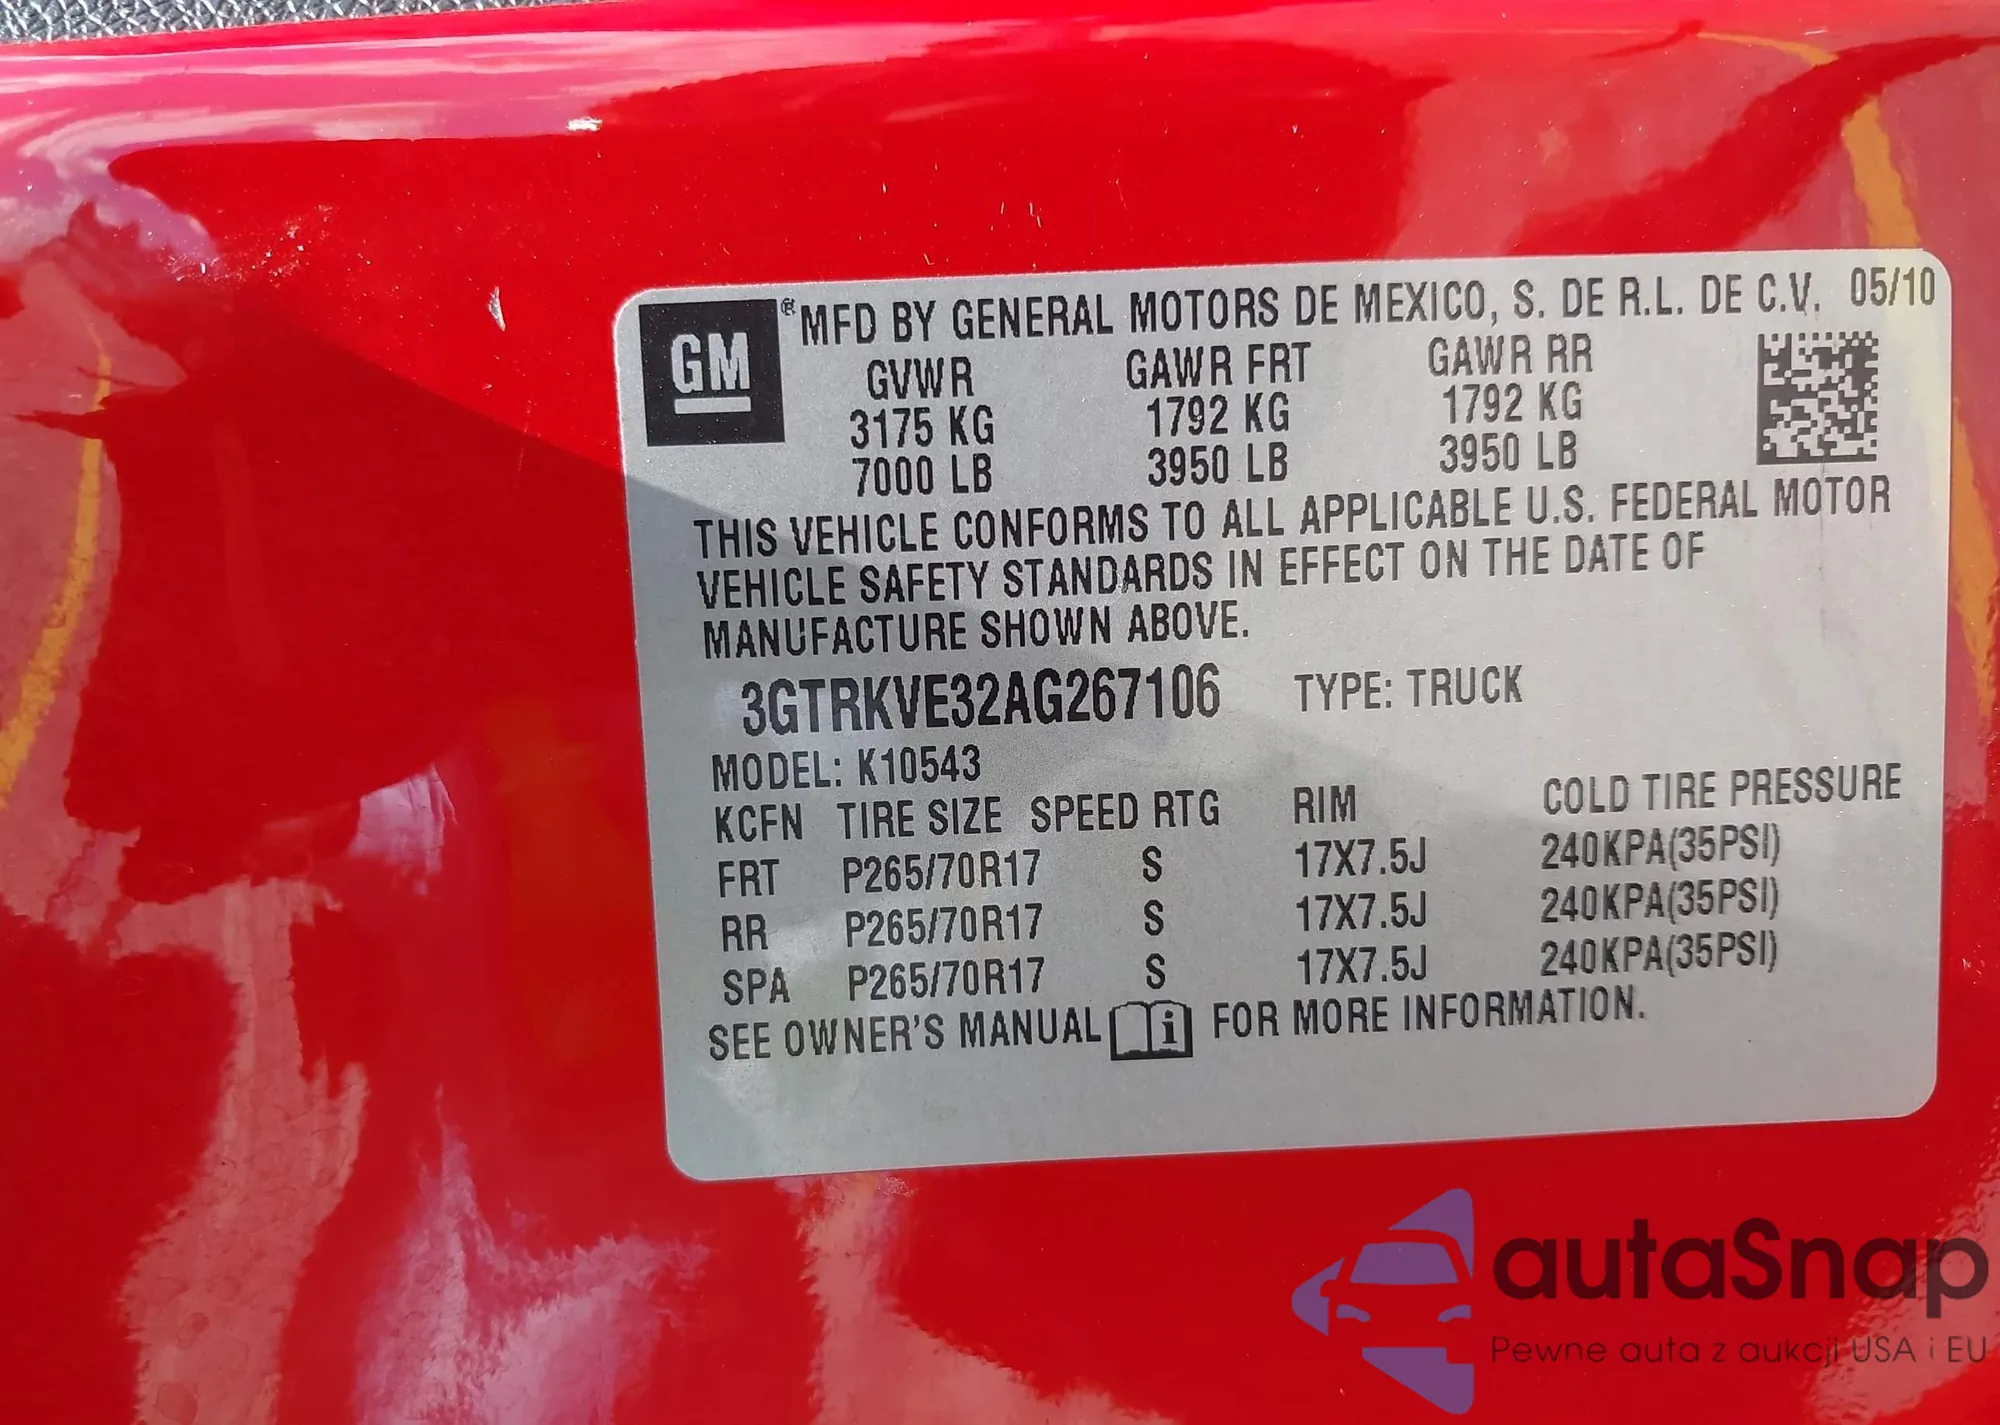 GM ® MFD BY GENERAL MOTORS DE MEXICO, S. DE R.L. DE C.V. 05/10
GVWR GAWR FRT GAWR RR
3175 KG 1792 KG 1792 KG
7000 LB 3950 LB 3950 LB
THIS VEHICLE CONFORMS TO ALL APPLICABLE U.S. FEDERAL MOTOR
VEHICLE SAFETY STANDARDS IN EFFECT ON THE DATE OF
MANUFACTURE SHOWN ABOVE.
3GTRKVE32AG267106 TYPE: TRUCK
MODEL: K10543
KCFN TIRE SIZE SPEED RTG RIM COLD TIRE PRESSURE
FRT P265/70R17 S 17X7.5J 240KPA(35PSI)
RR P265/70R17 S 17X7.5J 240KPA(35PSI)
SPA P265/70R17 S 17X7.5J 240KPA(35PSI)
SEE OWNER'S MANUAL i FOR MORE INFORMATION.
autaSnap
Pewne auta z aukcji USA i EU